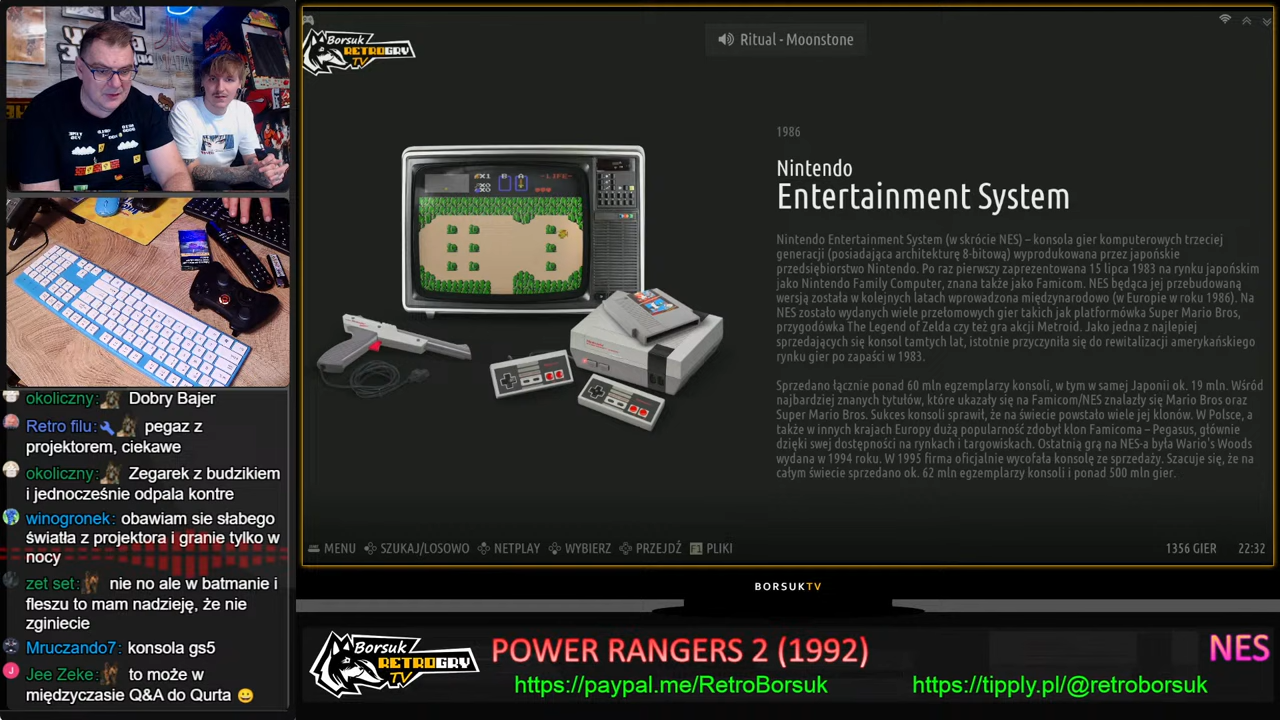 Borsuk
RETROGRY
TV
Ritual - Moonstone
1986
Nintendo
Entertainment System
Nintendo Entertainment System (w skrócie NES) – konsola gier komputerowych trzeciej
generacji (posiadająca architekturę 8-bitową) wyprodukowana przez japońskie
przedsiębiorstwo Nintendo. Po raz pierwszy zaprezentowana 15 lipca 1983 na rynku japońskim
jako Nintendo Family Computer, znana także jako Famicom. NES będąca jej przebudowaną
wersją została w kolejnych latach wprowadzona międzynarodowo (w Europie w roku 1986). Na
NES zostało wydanych wiele przełomowych gier takich jak platformówka Super Mario Bros,
przygodówka The Legend of Zelda czy też gra akcji Metroid. Jako jedna z najlepiej
sprzedających się konsol tamtych lat, istotnie przyczyniła się do rewitalizacji amerykańskiego
rynku gier po zapaści w 1983.
Sprzedano łącznie ponad 60 mln egzemplarzy konsoli, w tym w samej Japonii ok. 19 mln. Wśród
najbardziej znanych tytułów, które ukazały się na Famicom/NES znalazły się Mario Bros oraz
Super Mario Bros. Sukces konsoli sprawił, że na świecie powstało wiele jej klonów. W Polsce, a
także w innych krajach Europy dużą popularność zdobył klon Famicoma – Pegasus, głównie
dzięki swej dostępności na rynkach i targowiskach. Ostatnią grą na NES-a była Wario's Woods
wydana w 1994 roku. W 1995 firma oficjalnie wycofała konsolę ze sprzedaży. Szacuje się, że na
całym świecie sprzedano ok. 62 mln egzemplarzy konsoli i ponad 500 mln gier.
-LIFE-
X1
B
A
MENU SZUKAJ/LOSOWO NETPLAY WYBIERZ PRZEJDŹ F1 PLIKI
1356 GIER 22:32
okoliczny: Dobry Bajer
Retro filu: pegaz z
projektorem, ciekawe
okoliczny: Zegarek z budzikiem
i jednocześnie odpala kontre
winogronek: obawiam sie słabego
światła z projektora i granie tylko w
nocy
zet set: nie no ale w batmanie i
fleszu to mam nadzieję, że nie
zginiecie
Mruczando7: konsola gs5
Jee Zeke: to może w
międzyczasie Q&A do Qurta
BORSUKTV
Borsuk
RETROGRY
TV
POWER RANGERS 2 (1992)
NES
https://paypal.me/RetroBorsuk
https://tipply.pl/@retroborsuk